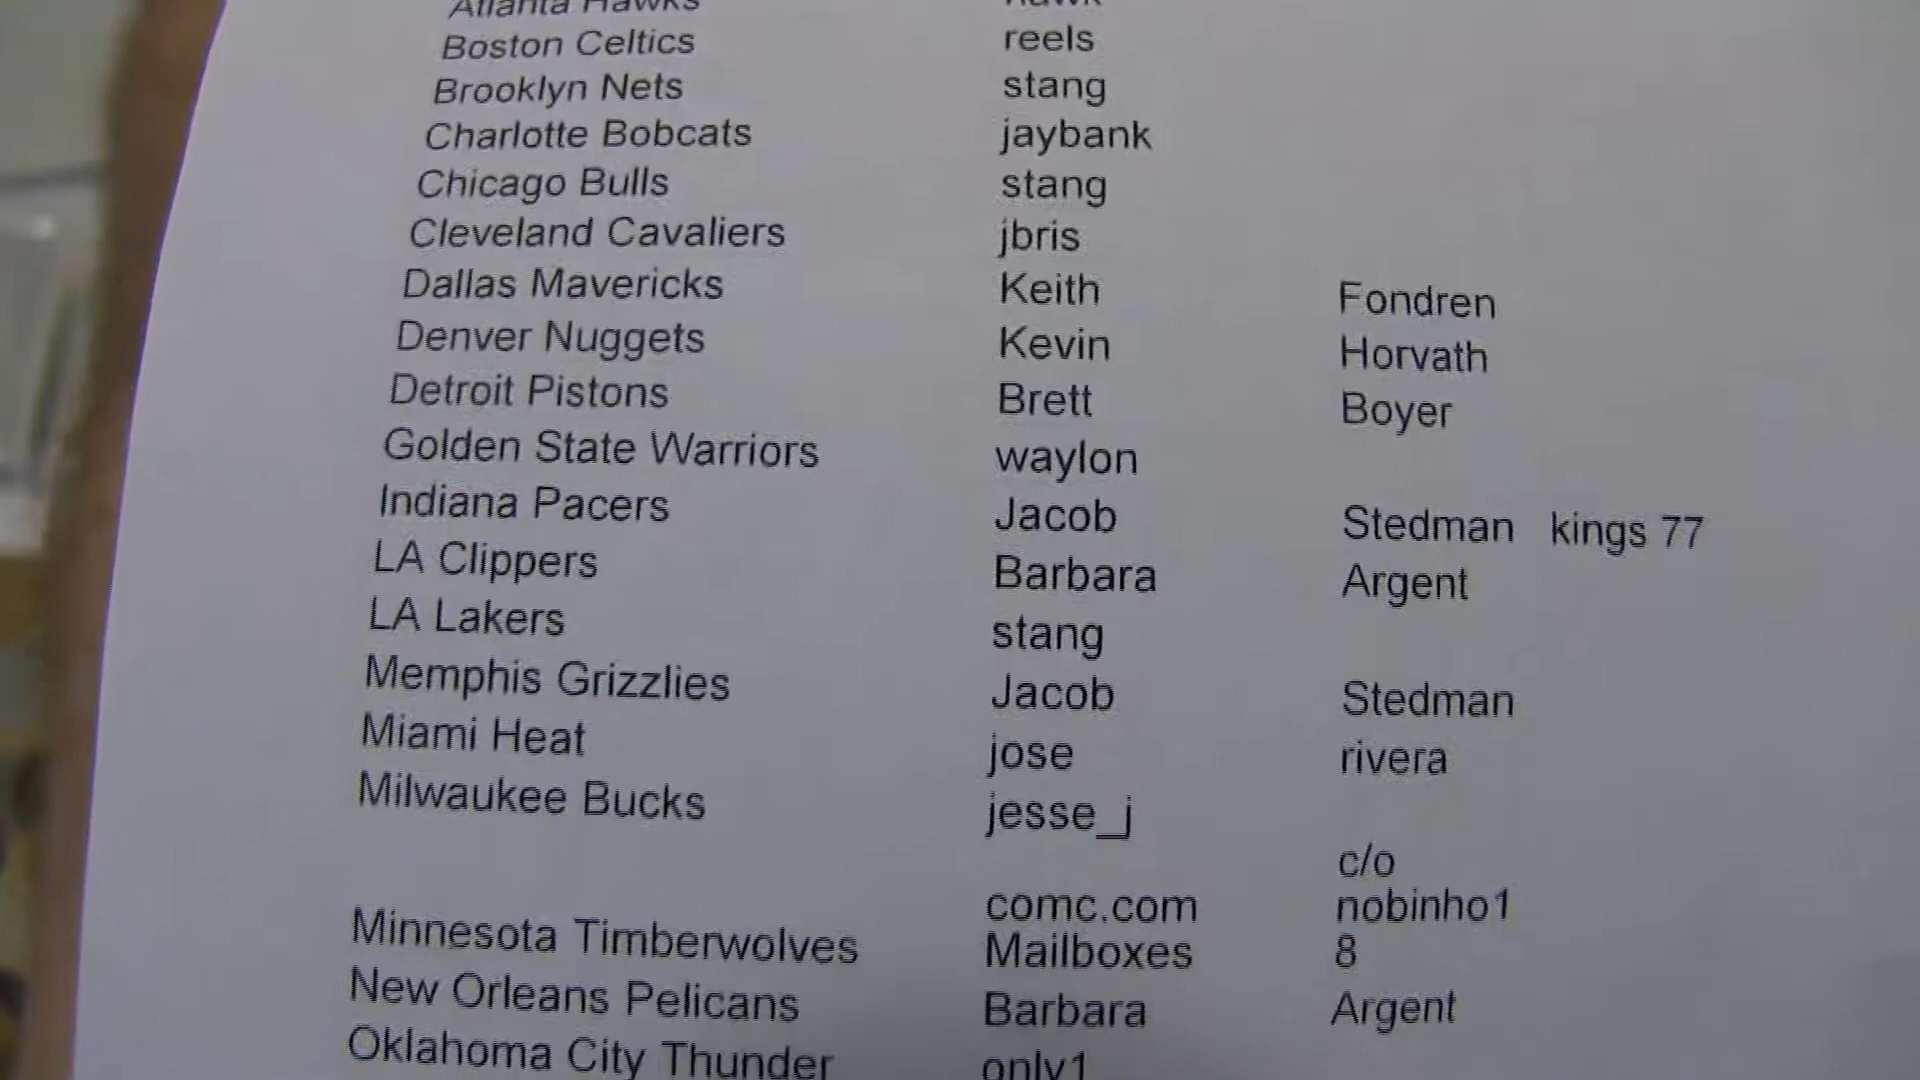 Atlanta Hawks hawk
Boston Celtics reels
Brooklyn Nets stang
Charlotte Bobcats jaybank
Chicago Bulls stang
Cleveland Cavaliers jbris
Dallas Mavericks Keith Fondren
Denver Nuggets Kevin Horvath
Detroit Pistons Brett Boyer
Golden State Warriors waylon
Indiana Pacers Jacob Stedman kings 77
LA Clippers Barbara Argent
LA Lakers stang
Memphis Grizzlies Jacob Stedman
Miami Heat jose rivera
Milwaukee Bucks jesse_j
c/o
comc.com nobinho1
Minnesota Timberwolves Mailboxes 8
New Orleans Pelicans Barbara Argent
Oklahoma City Thunder only1